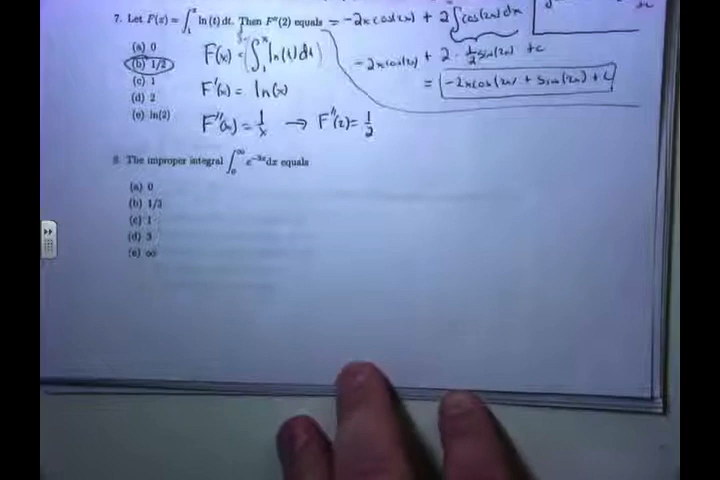 7. Let F(x) = ∫₁ˣ ln(t) dt. Then F''(2) equals = -2x cos(2x) + 2∫cos(2x)dx
(a) 0
(b) 1/2
(c) 1
(d) 2
(e) ln(2)
F(x) = (∫₁ˣ ln(t)dt)
F'(x) = ln(x)
F''(x) = 1/x → F''(2) = 1/2
-2x cos(2x) + 2 · 1/2 sin(2x) + c
= -2x cos(2x) + sin(2x) + c
8. The improper integral ∫₀^∞ e^(-3x) dx equals
(a) 0
(b) 1/3
(c) 1
(d) 3
(e) ∞